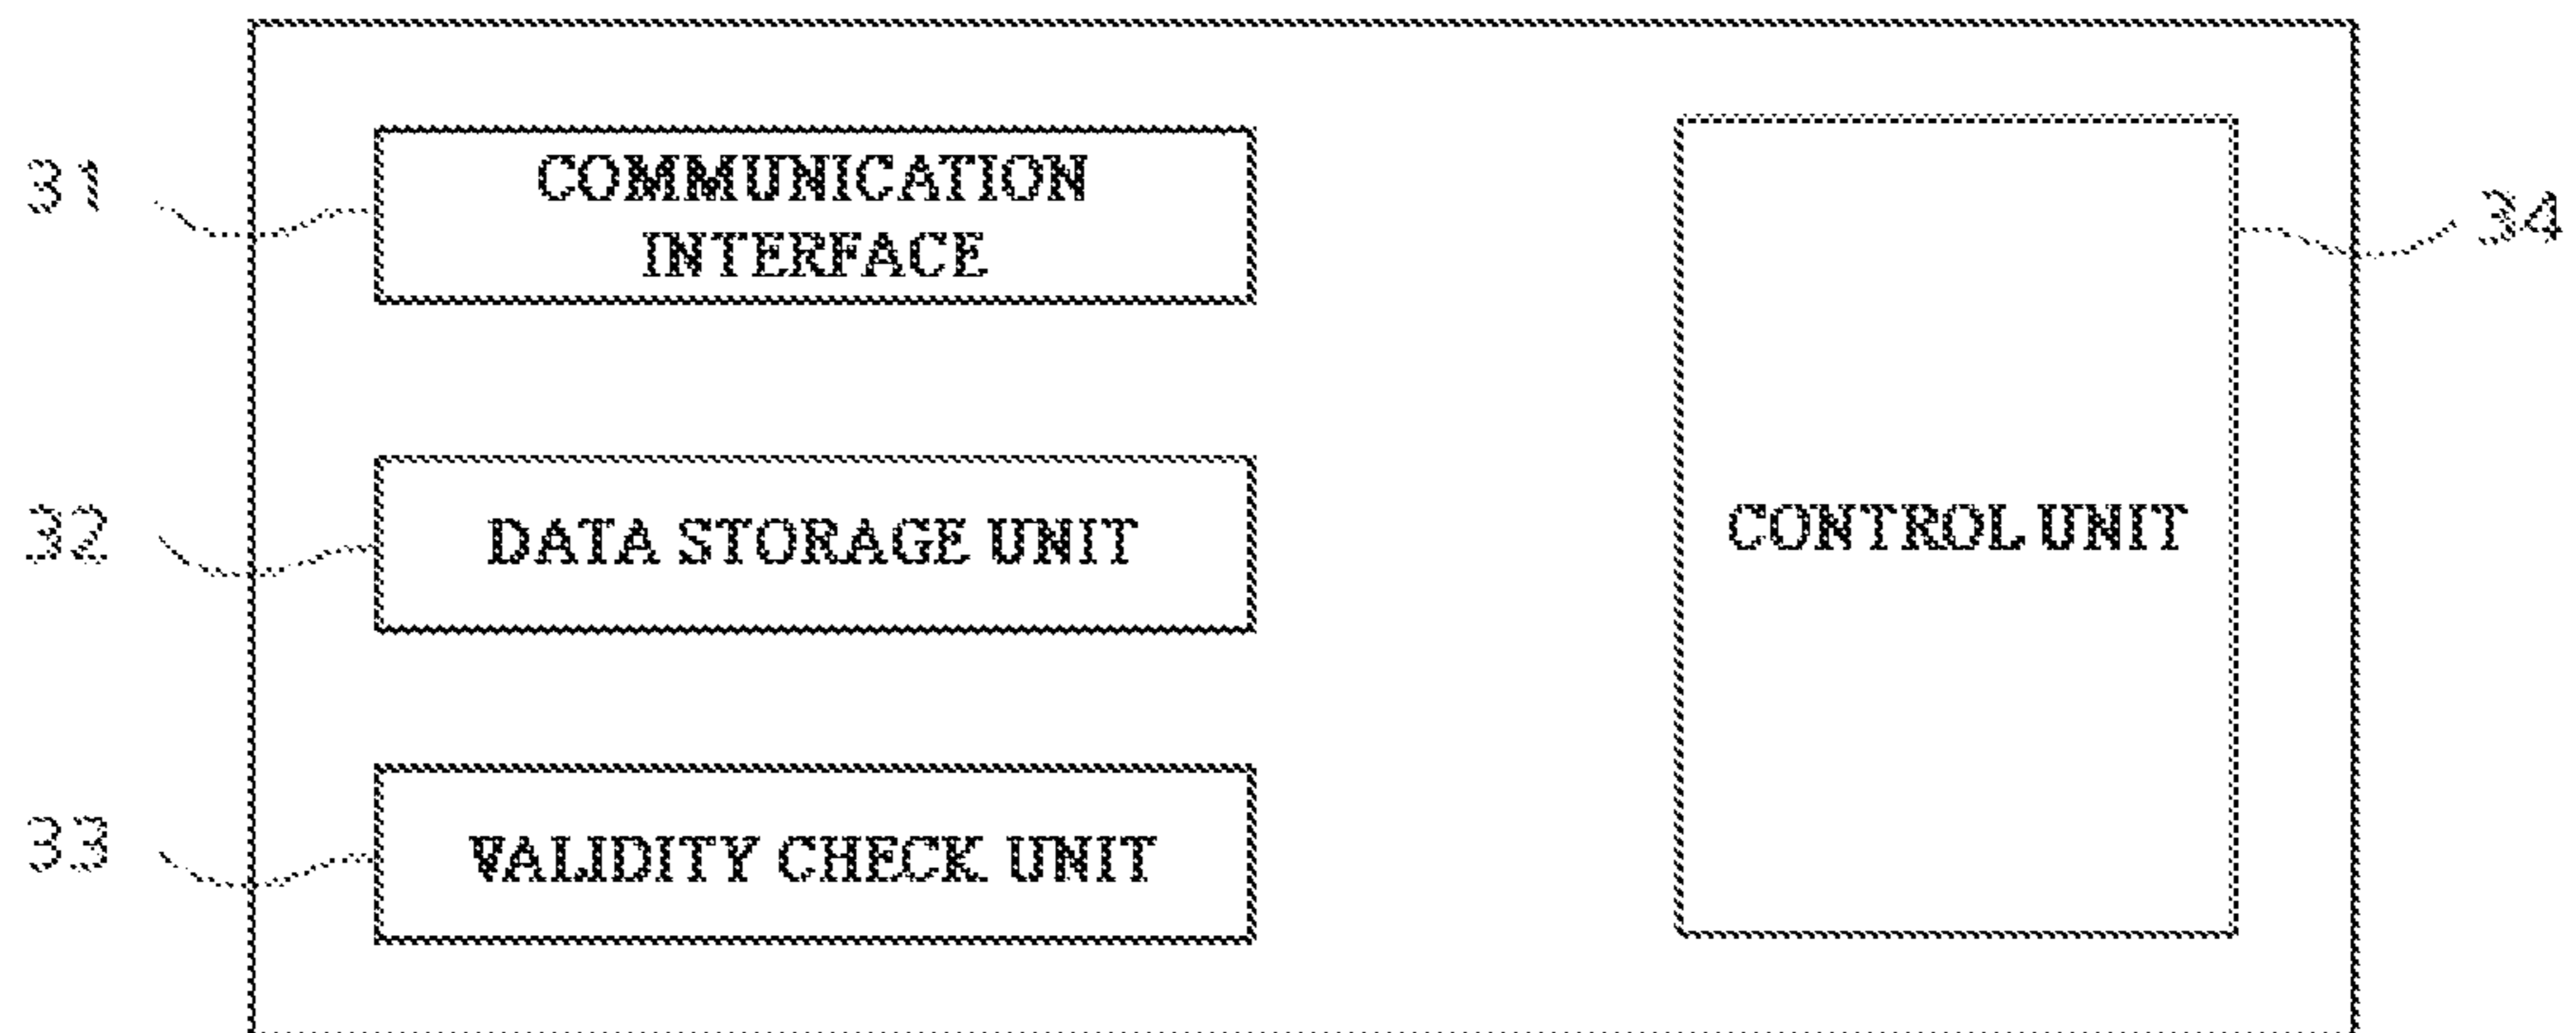 31
COMMUNICATION
INTERFACE
34
32
DATA STORAGE UNIT
CONTROL UNIT
33
VALIDITY CHECK UNIT